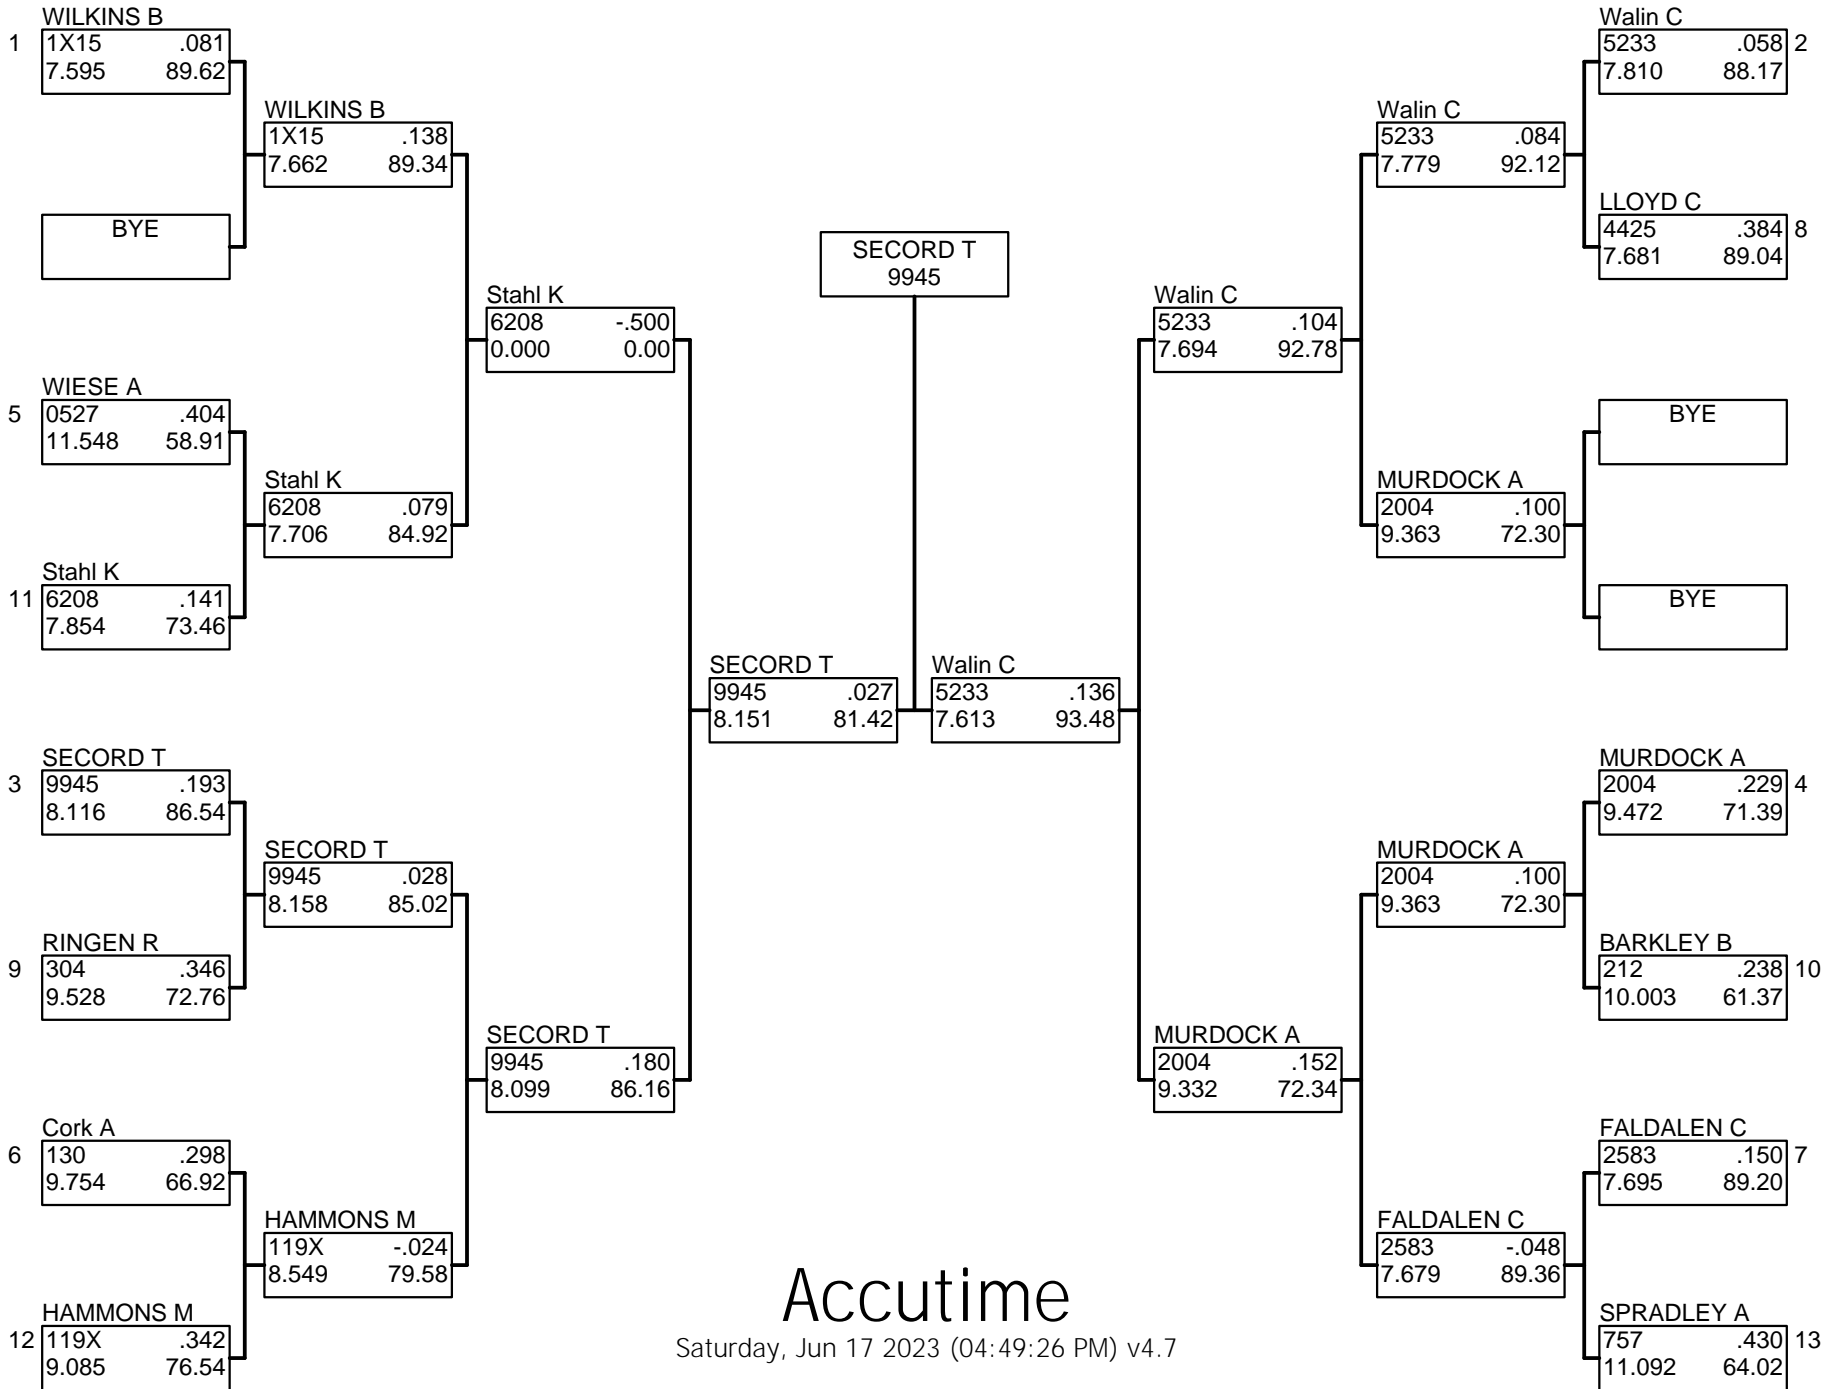 WILKINS B
1 1X15 .081
7.595 89.62
BYE
WIESE A
5 0527 .404
11.548 58.91
Stahl K
11 6208 .141
7.854 73.46
SECORD T
3 9945 .193
8.116 86.54
RINGEN R
9 304 .346
9.528 72.76
Cork A
6 130 .298
9.754 66.92
HAMMONS M
12 119X .342
9.085 76.54
WILKINS B
1X15 .138
7.662 89.34
Stahl K
6208 .079
7.706 84.92
SECORD T
9945 .028
8.158 85.02
HAMMONS M
119X -.024
8.549 79.58
Stahl K
6208 -.500
0.000 0.00
SECORD T
9945 .180
8.099 86.16
SECORD T
9945 .027
8.151 81.42
SECORD T
9945
Walin C
5233 .136
7.613 93.48
Walin C
5233 .104
7.694 92.78
MURDOCK A
2004 .152
9.332 72.34
Walin C
5233 .084
7.779 92.12
MURDOCK A
2004 .100
9.363 72.30
MURDOCK A
2004 .100
9.363 72.30
FALDALEN C
2583 -.048
7.679 89.36
Walin C
5233 .058 2
7.810 88.17
LLOYD C
4425 .384 8
7.681 89.04
BYE
BYE
MURDOCK A
2004 .229 4
9.472 71.39
BARKLEY B
212 .238 10
10.003 61.37
FALDALEN C
2583 .150 7
7.695 89.20
SPRADLEY A
757 .430 13
11.092 64.02
Accutime
Saturday, Jun 17 2023 (04:49:26 PM) v4.7